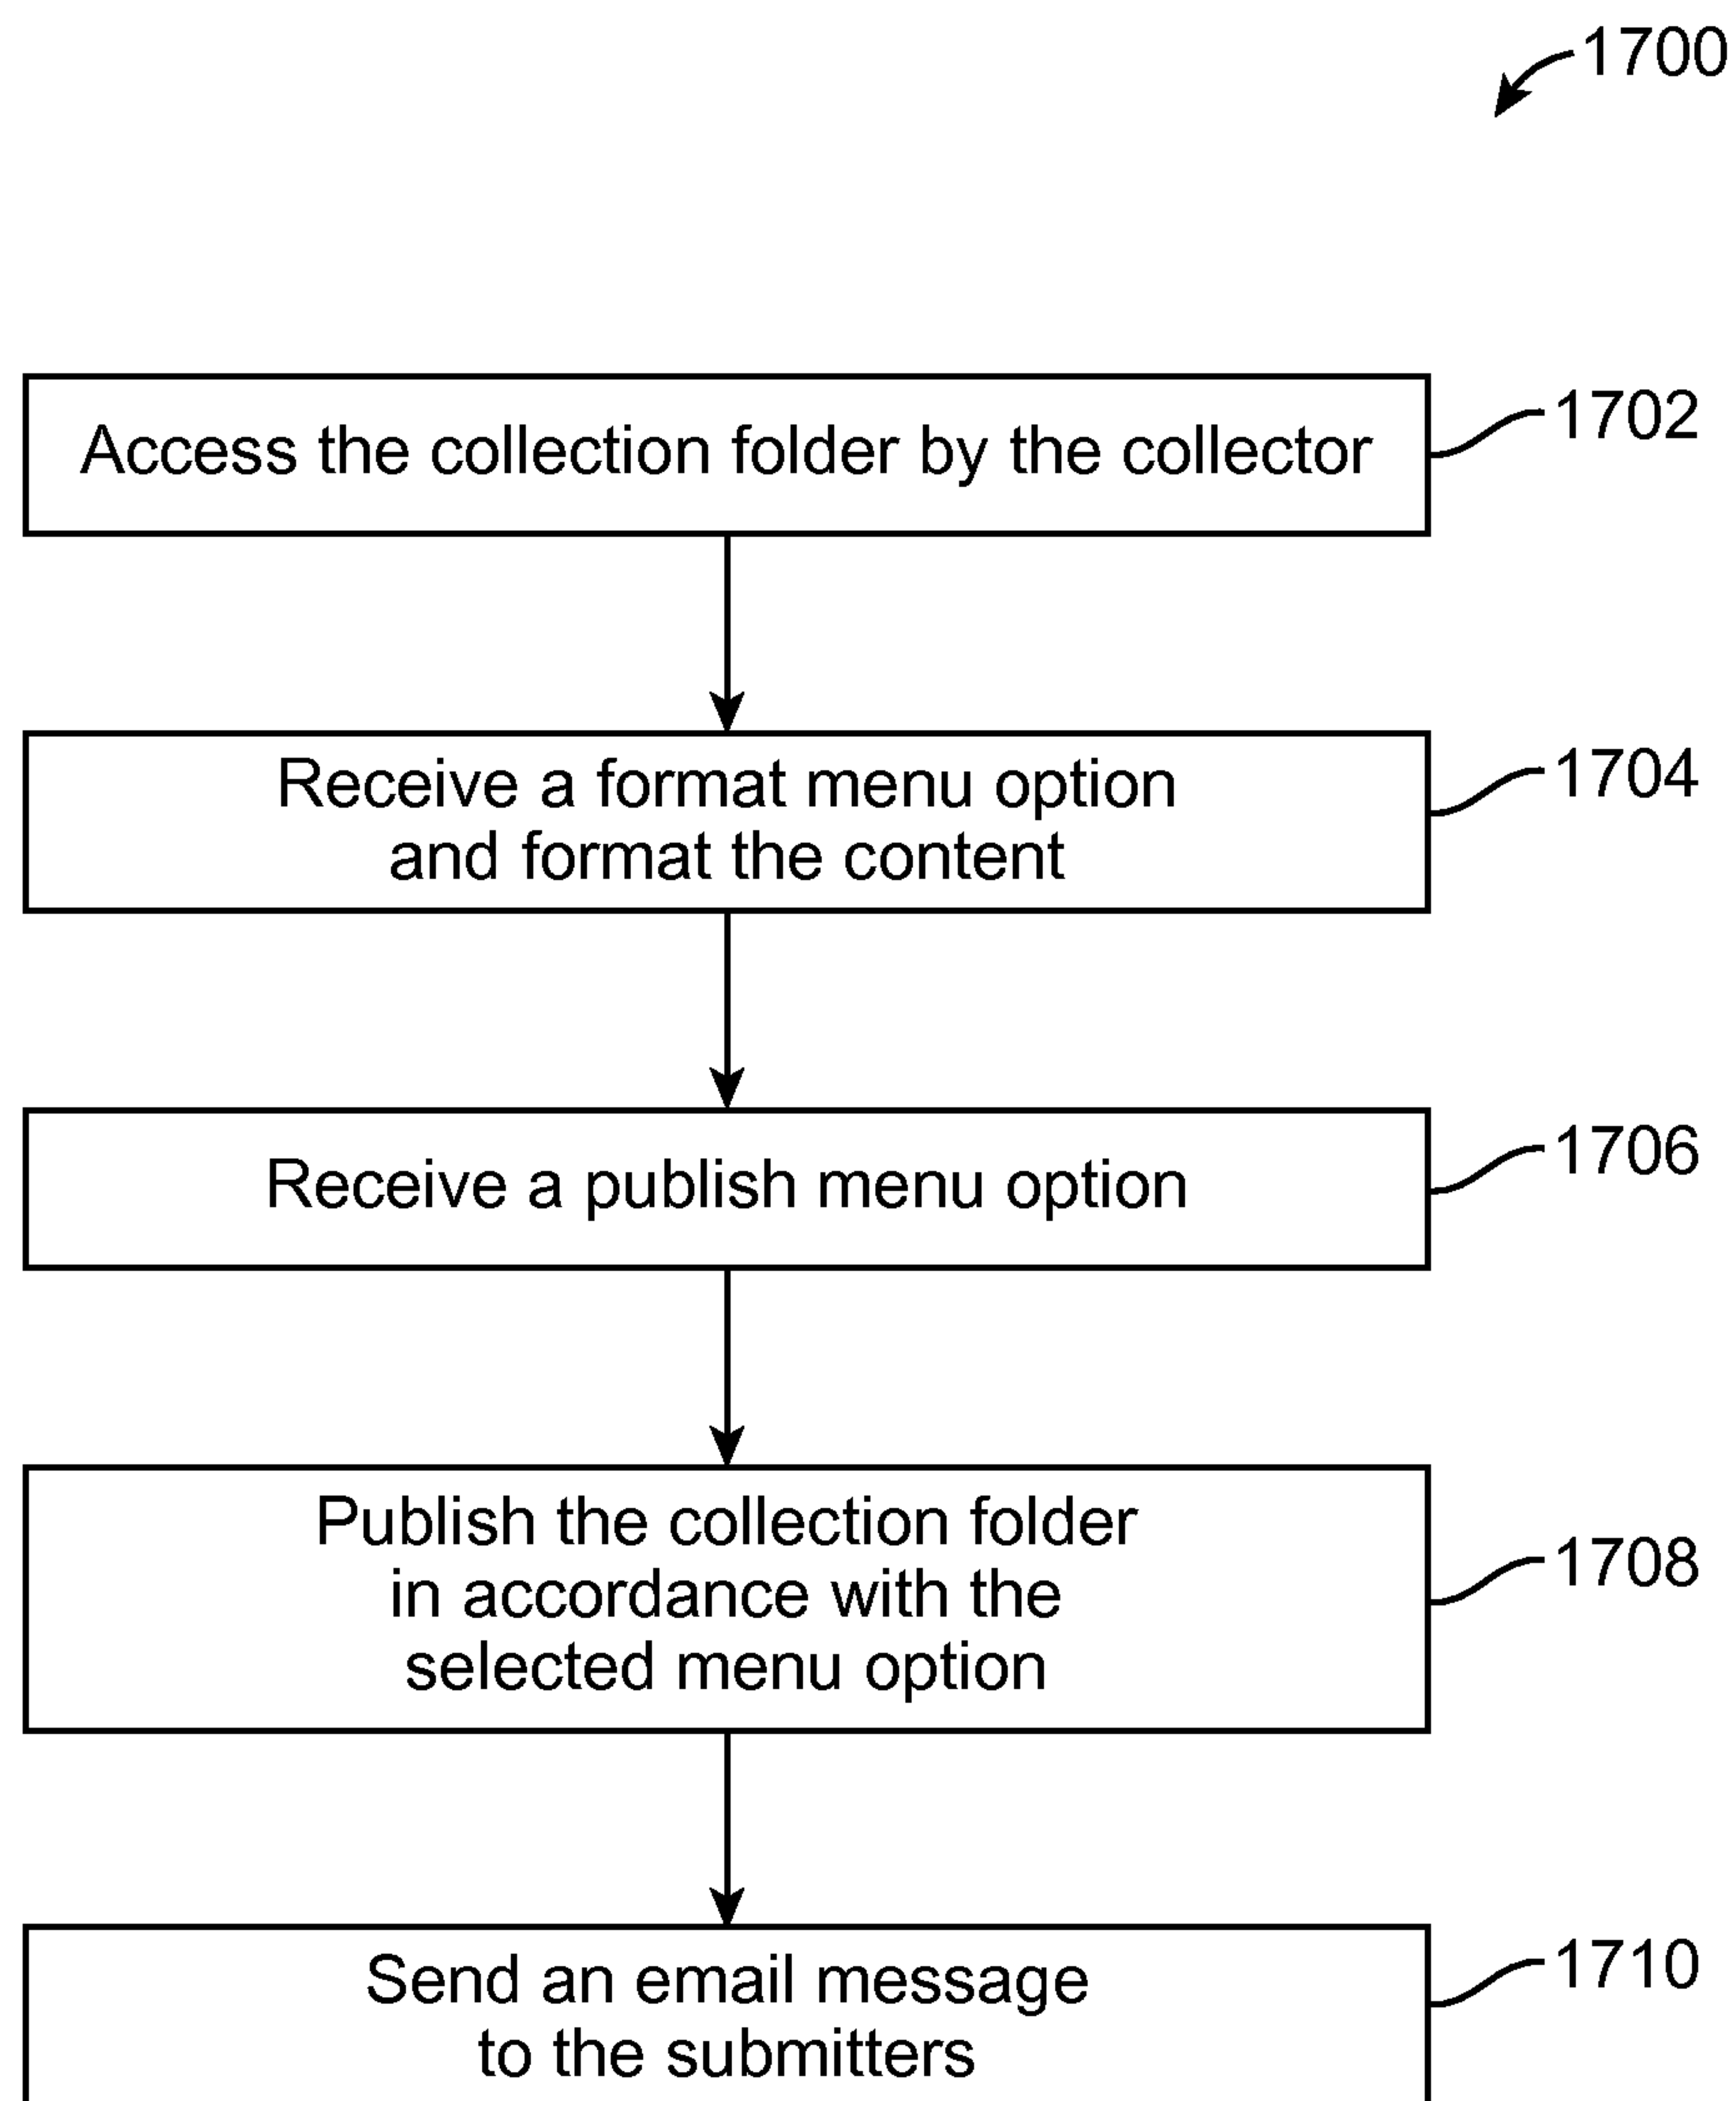 1700
Access the collection folder by the collector
1702
Receive a format menu option
and format the content
1704
Receive a publish menu option
1706
Publish the collection folder
in accordance with the
selected menu option
1708
Send an email message
to the submitters
1710